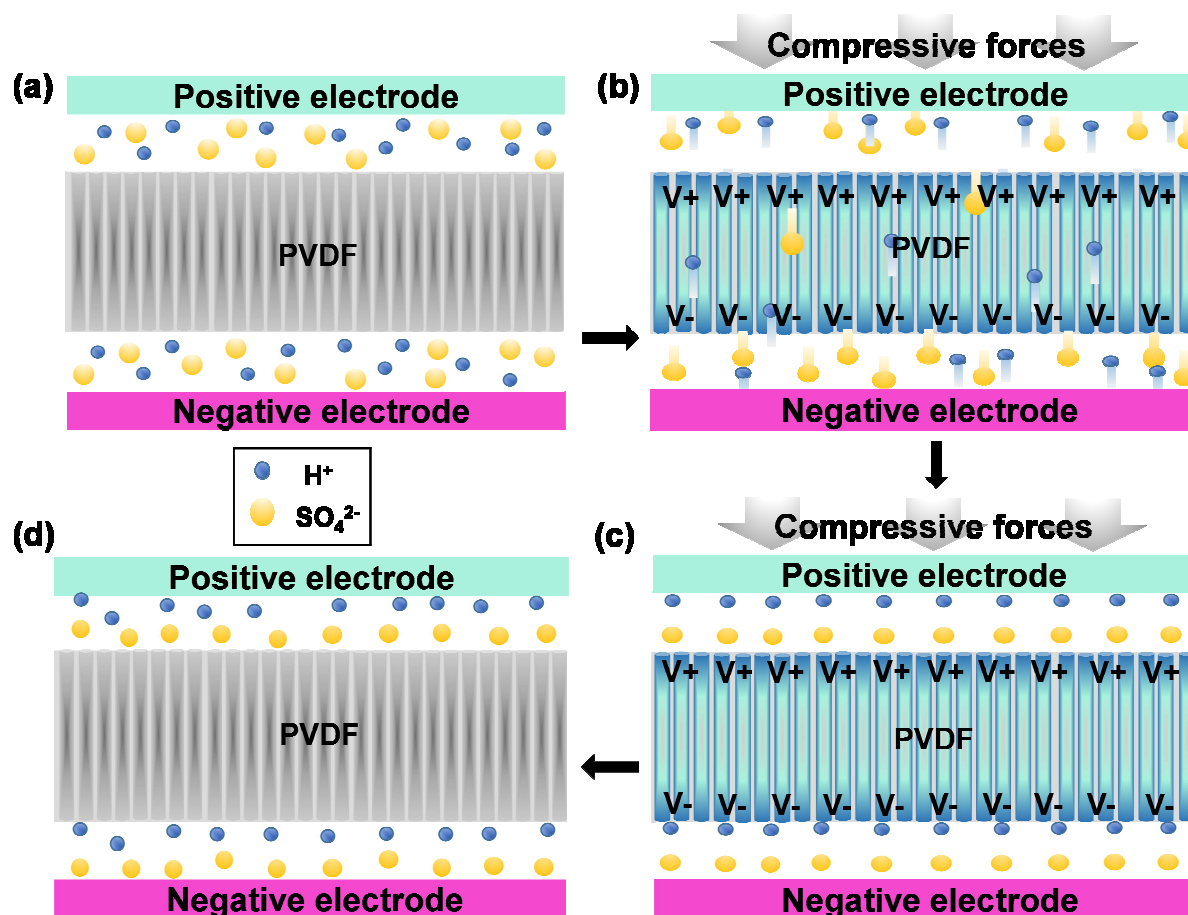 (a)
Positive electrode
PVDF
Negative electrode
(b)
Compressive forces
Positive electrode
V+ V+ V+ V+ V+ V+ V+ V+ V+ V+
PVDF
V- V- V- V- V- V- V- V- V- V-
Negative electrode
H⁺
SO₄²⁻
(d)
Positive electrode
PVDF
Negative electrode
(c)
Compressive forces
Positive electrode
V+ V+ V+ V+ V+ V+ V+ V+ V+ V+
PVDF
V- V- V- V- V- V- V- V- V- V-
Negative electrode